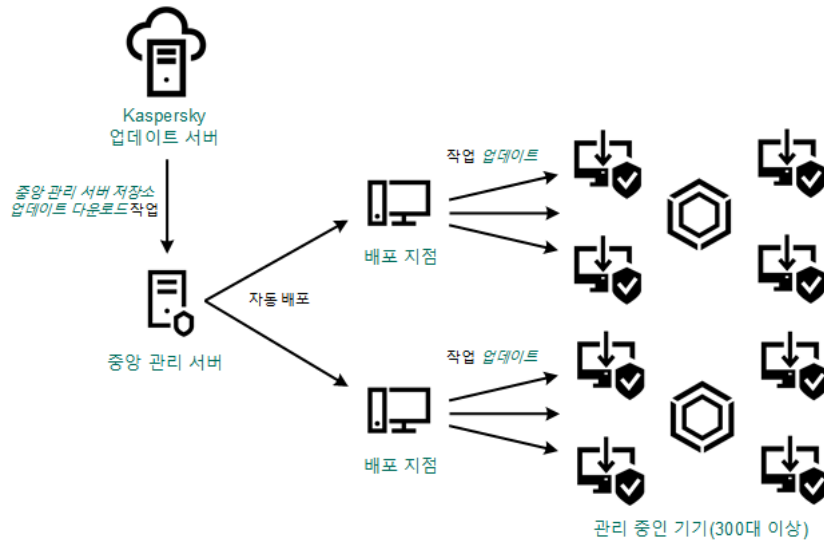 Kaspersky
업데이트 서버
중앙 관리 서버 저장소
업데이트 다운로드작업
중앙 관리 서버
자동 배포
작업 업데이트
배포 지점
작업 업데이트
배포 지점
관리 중인 기기(300대 이상)